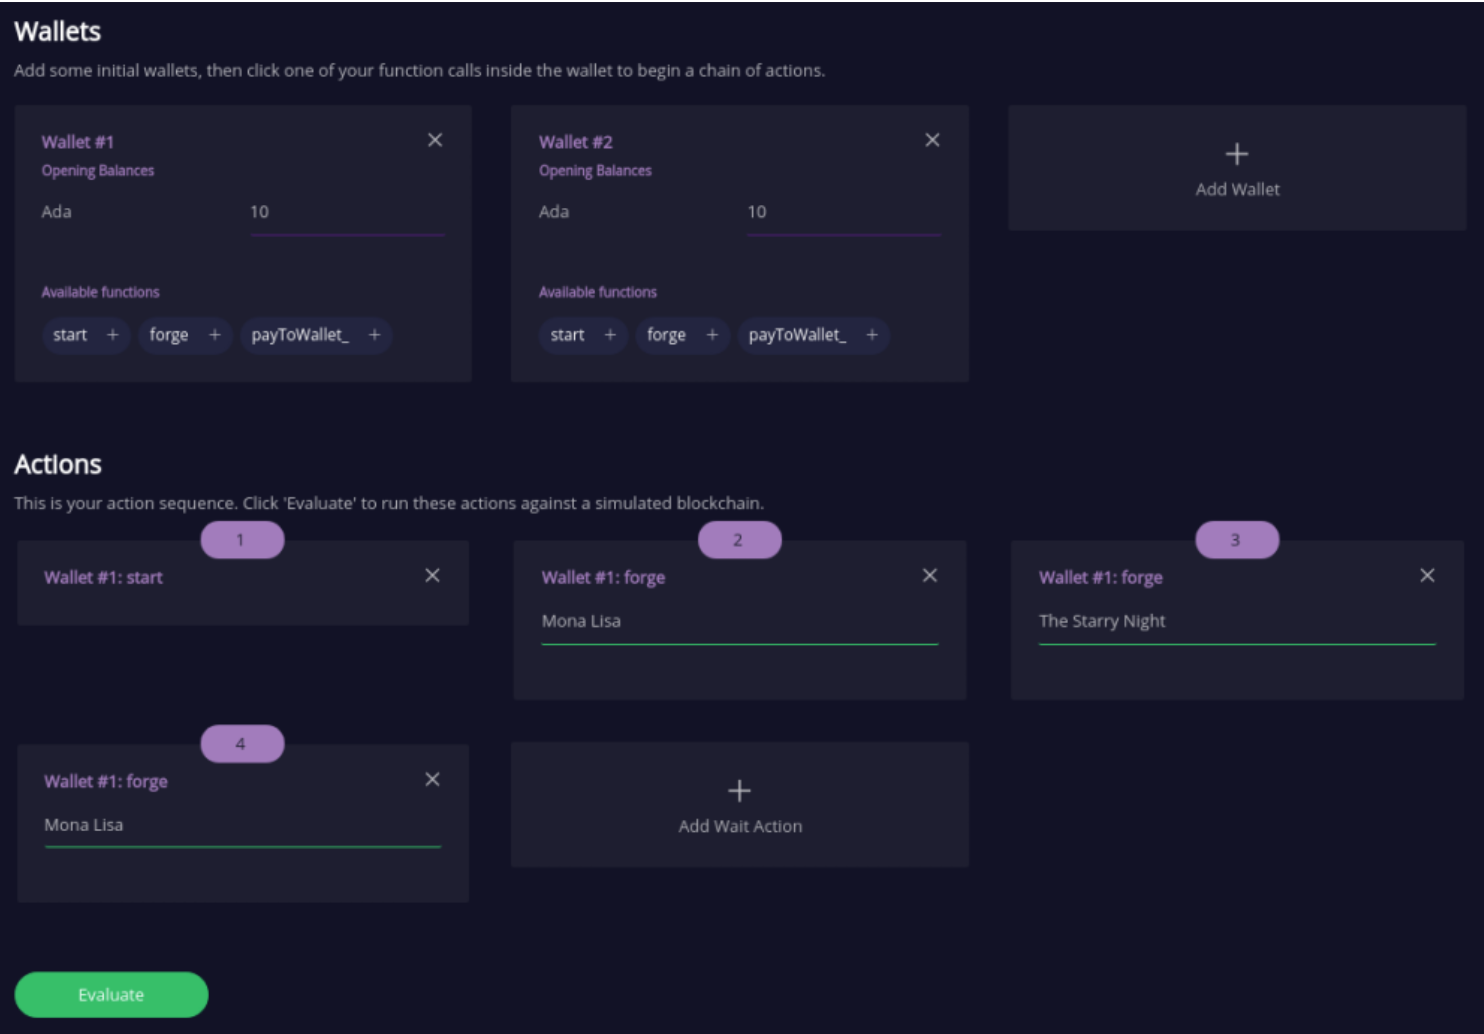 Wallets
Add some initial wallets, then click one of your function calls inside the wallet to begin a chain of actions.
Wallet #1
Opening Balances
Ada 10
Available functions
start + forge + payToWallet_ +
Wallet #2
Opening Balances
Ada 10
Available functions
start + forge + payToWallet_ +
Add Wallet
Actions
This is your action sequence. Click 'Evaluate' to run these actions against a simulated blockchain.
1
Wallet #1: start
2
Wallet #1: forge
Mona Lisa
3
Wallet #1: forge
The Starry Night
4
Wallet #1: forge
Mona Lisa
Add Wait Action
Evaluate